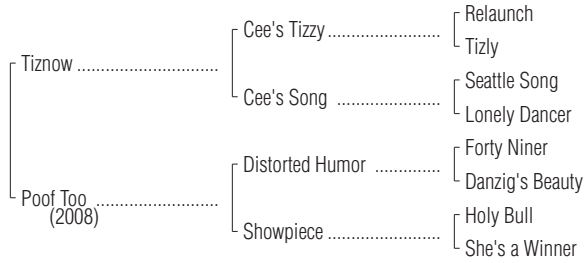 Relaunch
Cee's Tizzy ....................
Tizly
Tiznow .........................
Seattle Song
Cee's Song ..................
Lonely Dancer
Forty Niner
Distorted Humor ............
Danzig's Beauty
Poof Too ......................
(2008)
Holy Bull
Showpiece ....................
She's a Winner